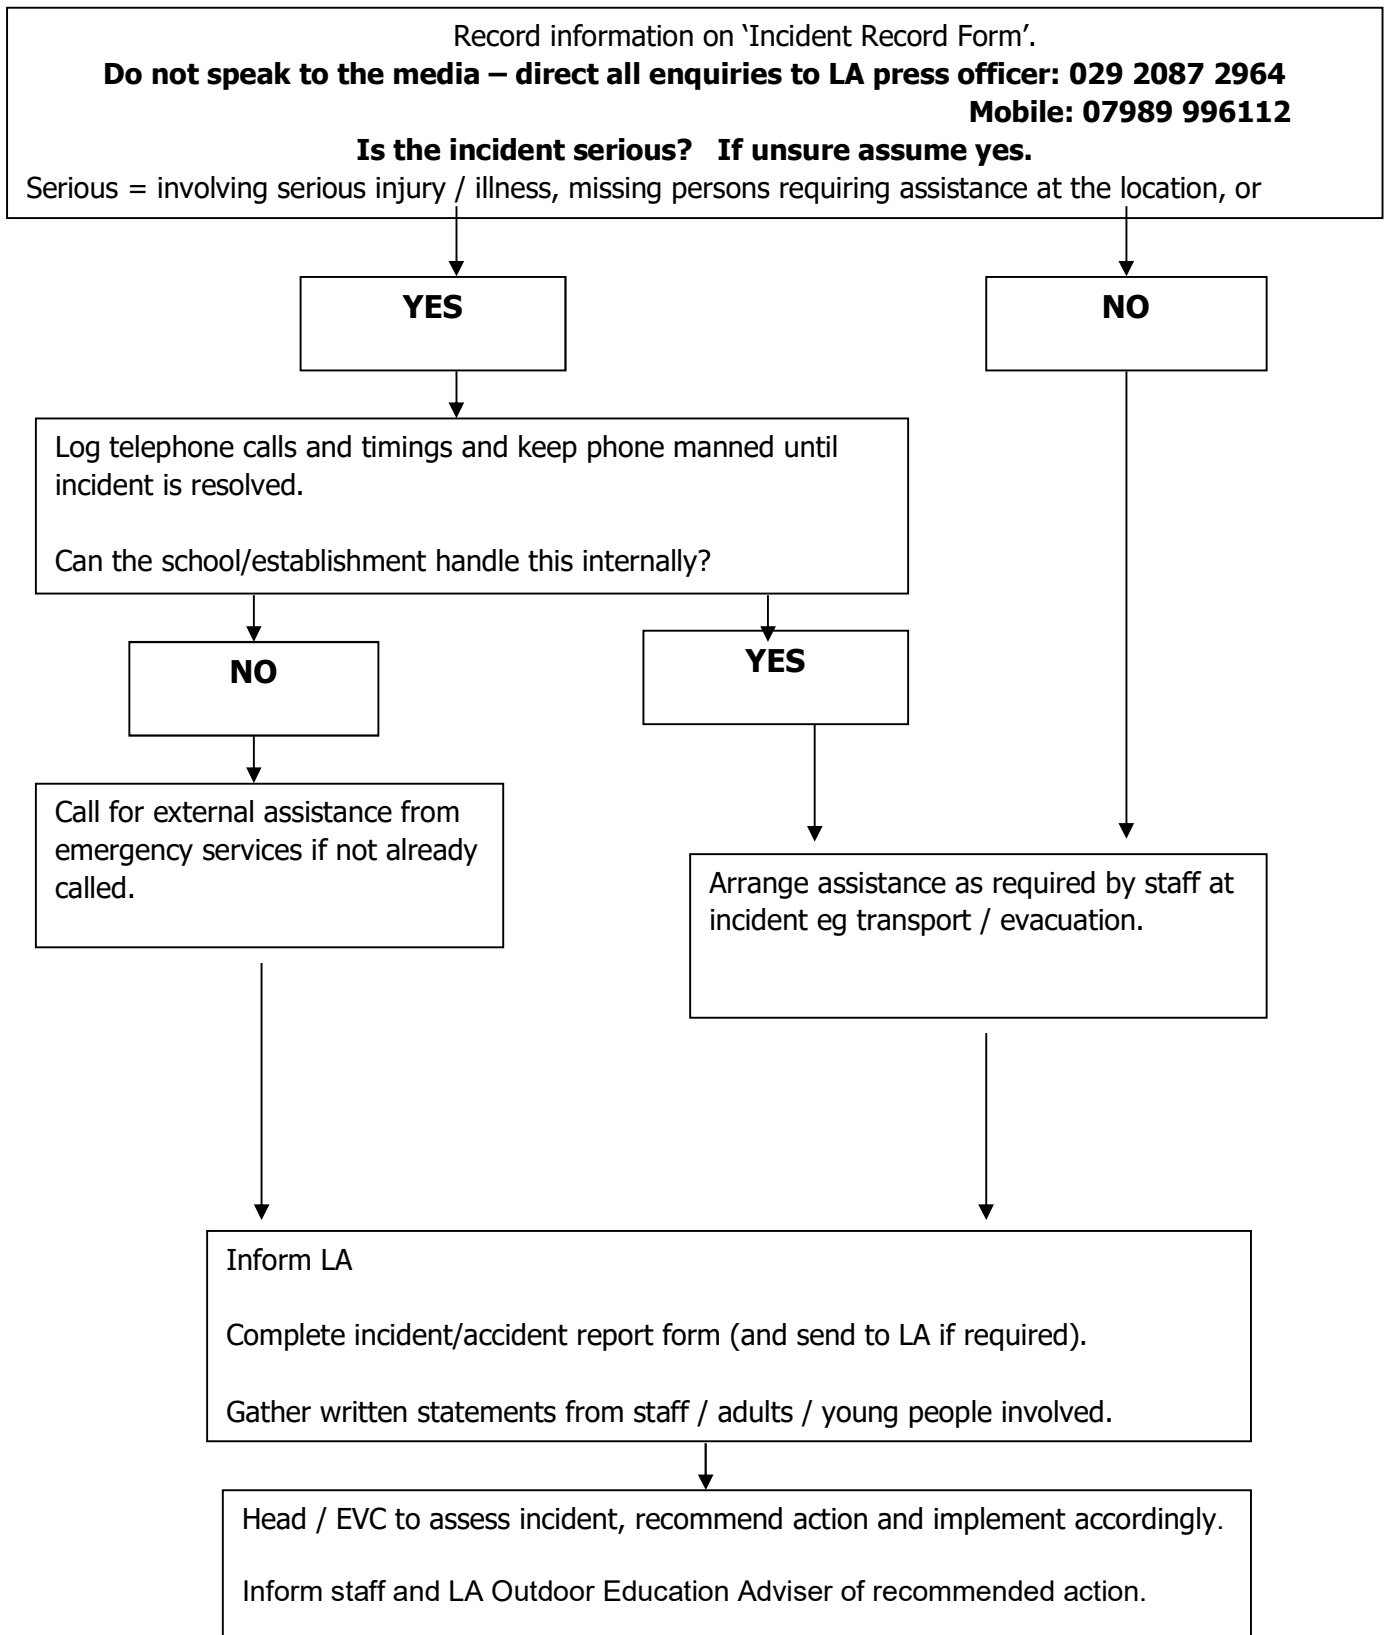 Record information on ‘Incident Record Form’.
Do not speak to the media – direct all enquiries to LA press officer: 029 2087 2964
Mobile: 07989 996112
Is the incident serious? If unsure assume yes.
Serious = involving serious injury / illness, missing persons requiring assistance at the location, or
YES
NO
Log telephone calls and timings and keep phone manned until
incident is resolved.
Can the school/establishment handle this internally?
NO
YES
Call for external assistance from
emergency services if not already
called.
Arrange assistance as required by staff at
incident eg transport / evacuation.
Inform LA
Complete incident/accident report form (and send to LA if required).
Gather written statements from staff / adults / young people involved.
Head / EVC to assess incident, recommend action and implement accordingly.
Inform staff and LA Outdoor Education Adviser of recommended action.